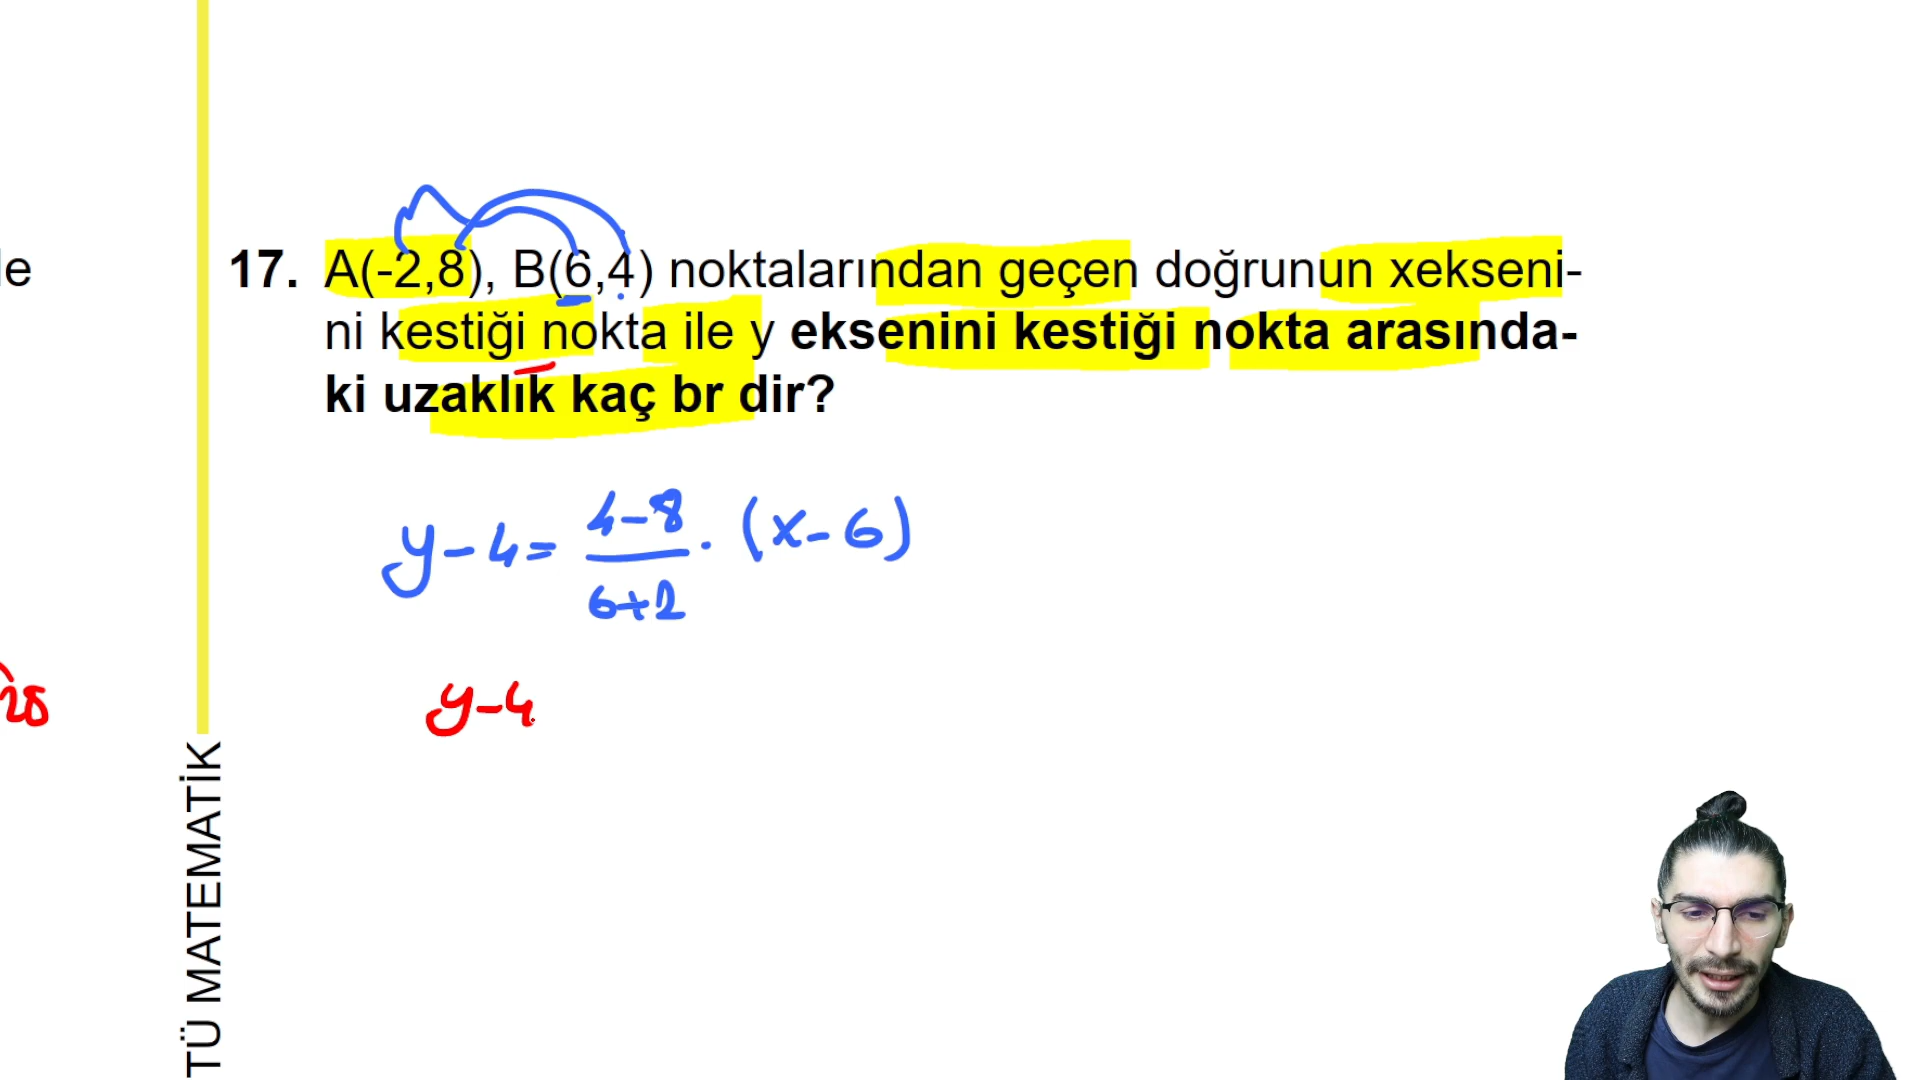 le
17. A(-2,8), B(6,4) noktalarından geçen doğrunun xekseni-
ni kestiği nokta ile y eksenini kestiği nokta arasında-
ki uzaklık kaç br dir?
y-4= 4-8/6+2 . (x-6)
y-4
25
TÜ MATEMATİK